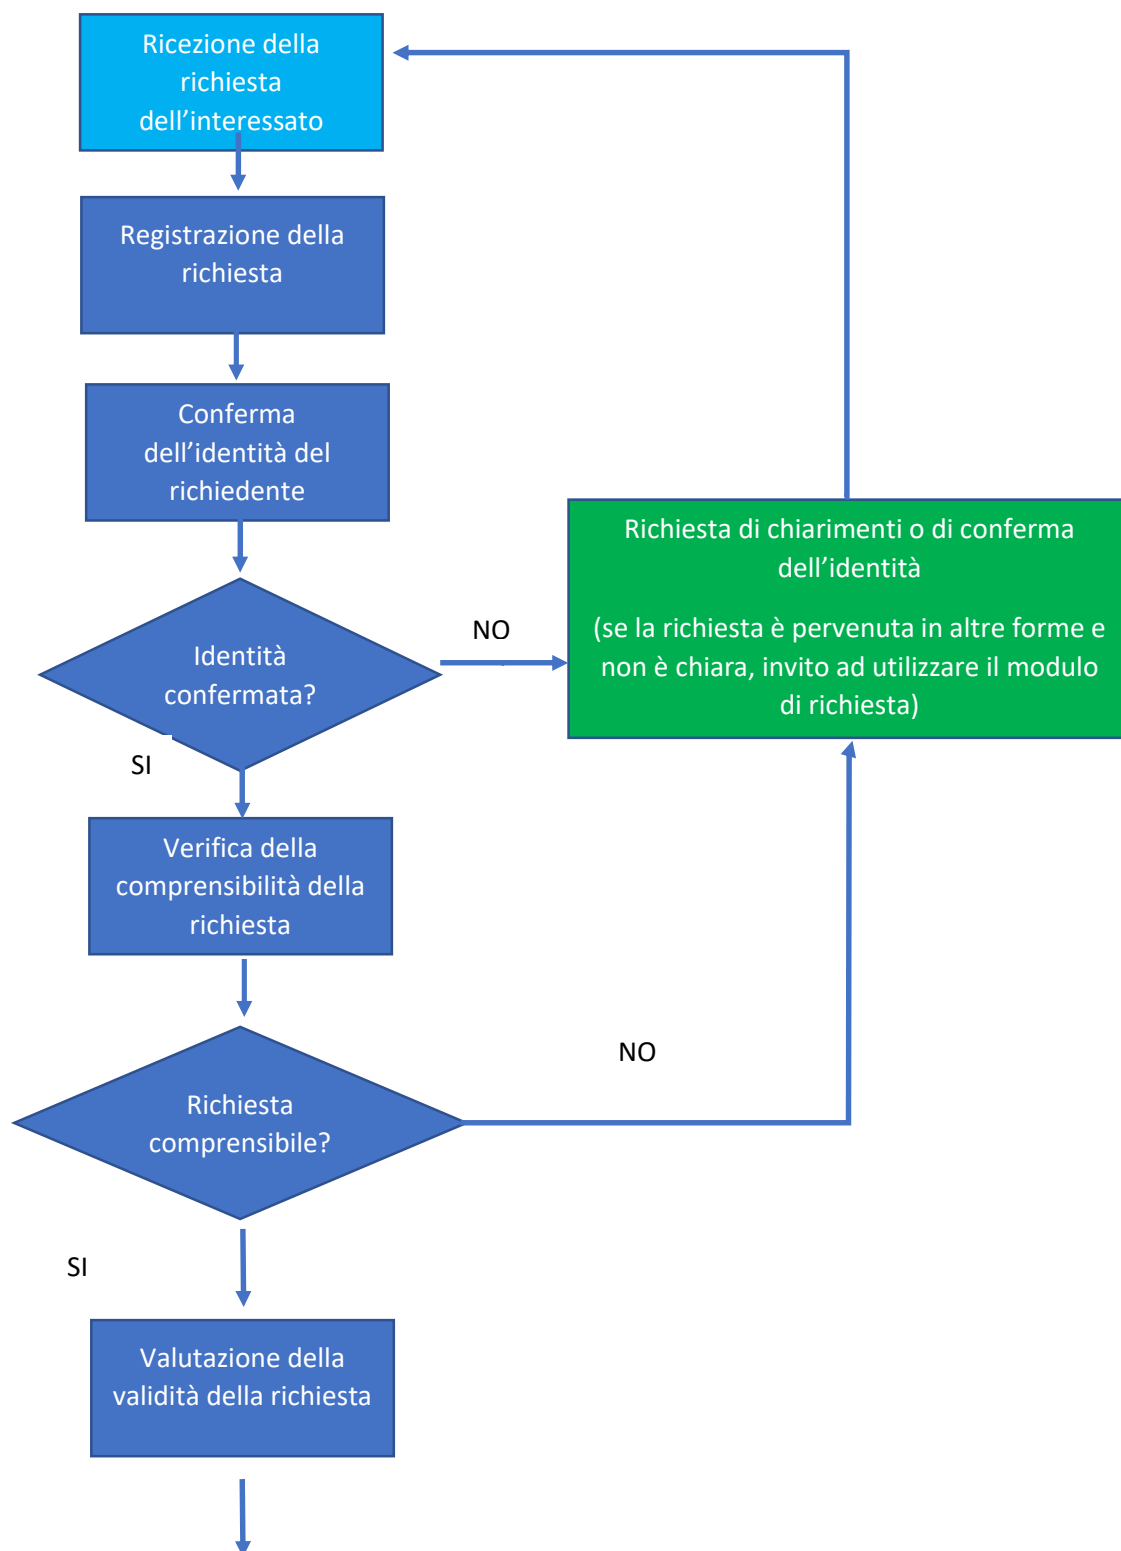 Ricezione della
richiesta
dell’interessato
Registrazione della
richiesta
Conferma
dell’identità del
richiedente
Richiesta di chiarimenti o di conferma
dell’identità
(se la richiesta è pervenuta in altre forme e
non è chiara, invito ad utilizzare il modulo
di richiesta)
NO
Identità
confermata?
SI
Verifica della
comprensibilità della
richiesta
NO
Richiesta
comprensibile?
SI
Valutazione della
validità della richiesta